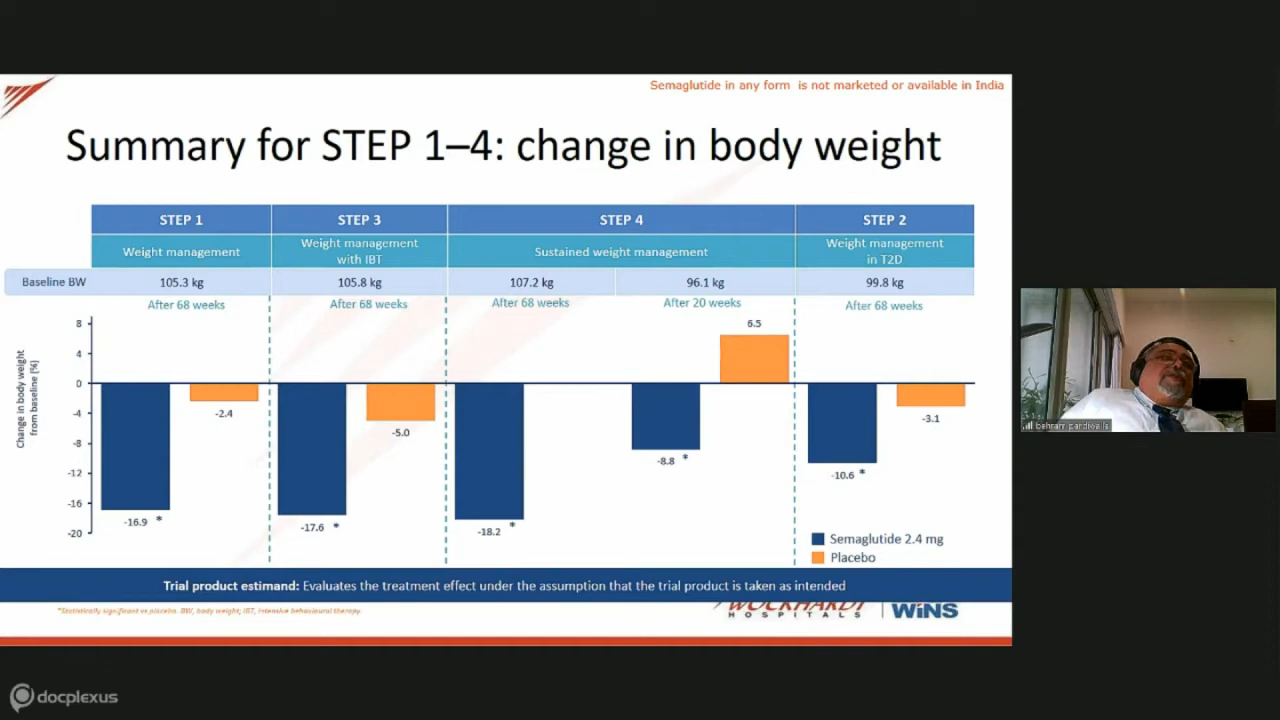 Semaglutide in any form is not marketed or available in India
Summary for STEP 1–4: change in body weight
STEP 1 STEP 3 STEP 4 STEP 2
Weight management Weight management with IBT Sustained weight management Weight management in T2D
Baseline BW 105.3 kg 105.8 kg 107.2 kg 96.1 kg 99.8 kg
After 68 weeks After 68 weeks After 68 weeks After 20 weeks After 68 weeks
Change in body weight
from baseline [%]
8
4
0
-4
-8
-12
-16
-20
-16.9 *
-2.4
-17.6 *
-5.0
-18.2 *
-8.8 *
6.5
-10.6 *
-3.1
Semaglutide 2.4 mg
Placebo
Trial product estimand: Evaluates the treatment effect under the assumption that the trial product is taken as intended
*Statistically significant vs placebo. BW, body weight; IBT, intensive behavioural therapy.
WOCKHARDT
HOSPITALS
WINS
docplexus